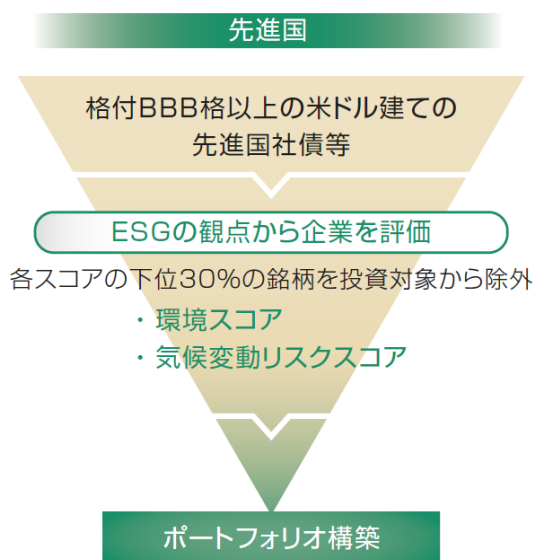 先進国
格付BBB格以上の米ドル建ての
先進国社債等
ESGの観点から企業を評価
各スコアの下位30%の銘柄を投資対象から除外
・環境スコア
・気候変動リスクスコア
ポートフォリオ構築